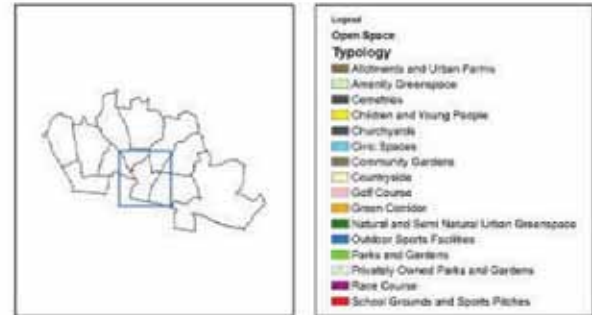 Legend
Open Space
Typology
Allotments and Urban Farms
Amenity Greenspace
Cemetries
Children and Young People
Churchyards
Civic Spaces
Community Gardens
Countryside
Golf Course
Green Corridor
Natural and Semi Natural Urban Greenspace
Outdoor Sports Facilities
Parks and Gardens
Privately Owned Parks and Gardens
Race Course
School Grounds and Sports Pitches